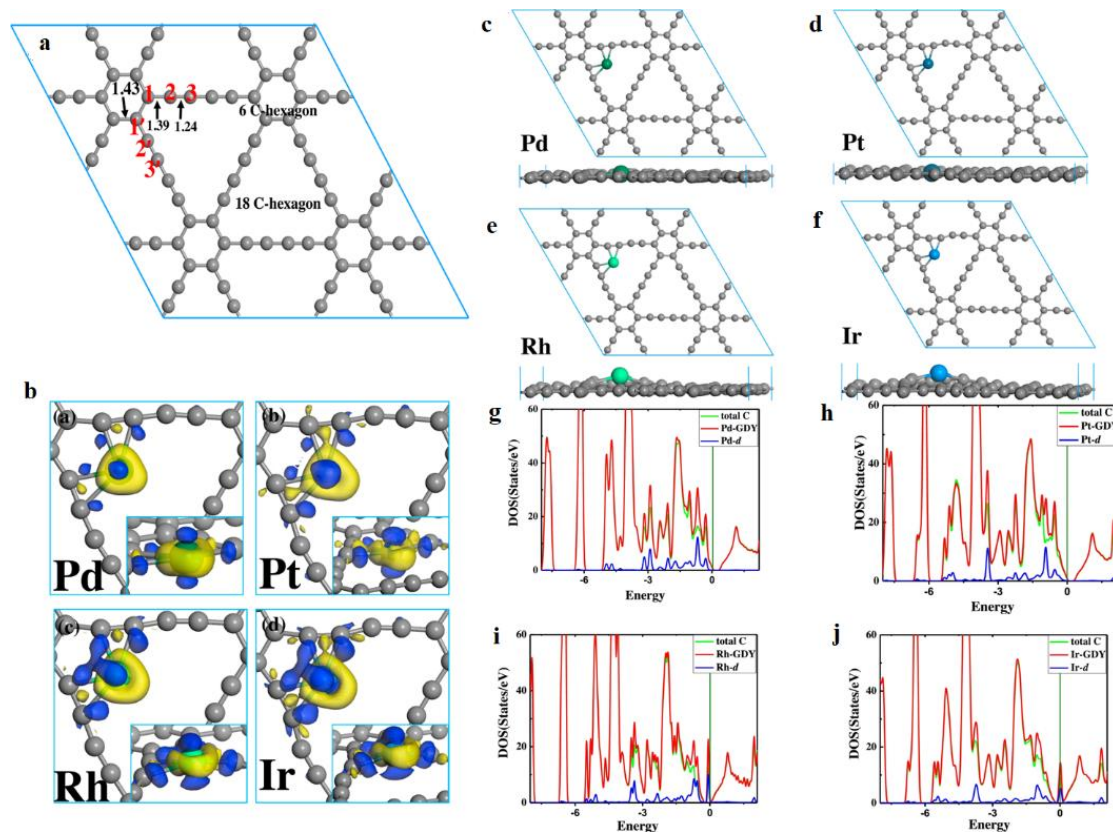 a
1.43
1 2 3
1.39
1.24
6 C-hexagon
1'
2'
3'
18 C-hexagon
b
(a)
Pd
(b)
Pt
(c)
Rh
(d)
Ir
c
Pd
d
Pt
e
Rh
f
Ir
g
60
40
20
0
DOS(States/eV)
total C
Pd-GDY
Pd-d
-6 -3 0
Energy
h
60
40
20
0
DOS(States/eV)
total C
Pt-GDY
Pt-d
-6 -3 0
Energy
i
60
40
20
0
DOS(States/eV)
total C
Rh-GDY
Rh-d
-6 -3 0
Energy
j
60
40
20
0
DOS(States/eV)
total C
Ir-GDY
Ir-d
-6 -3 0
Energy